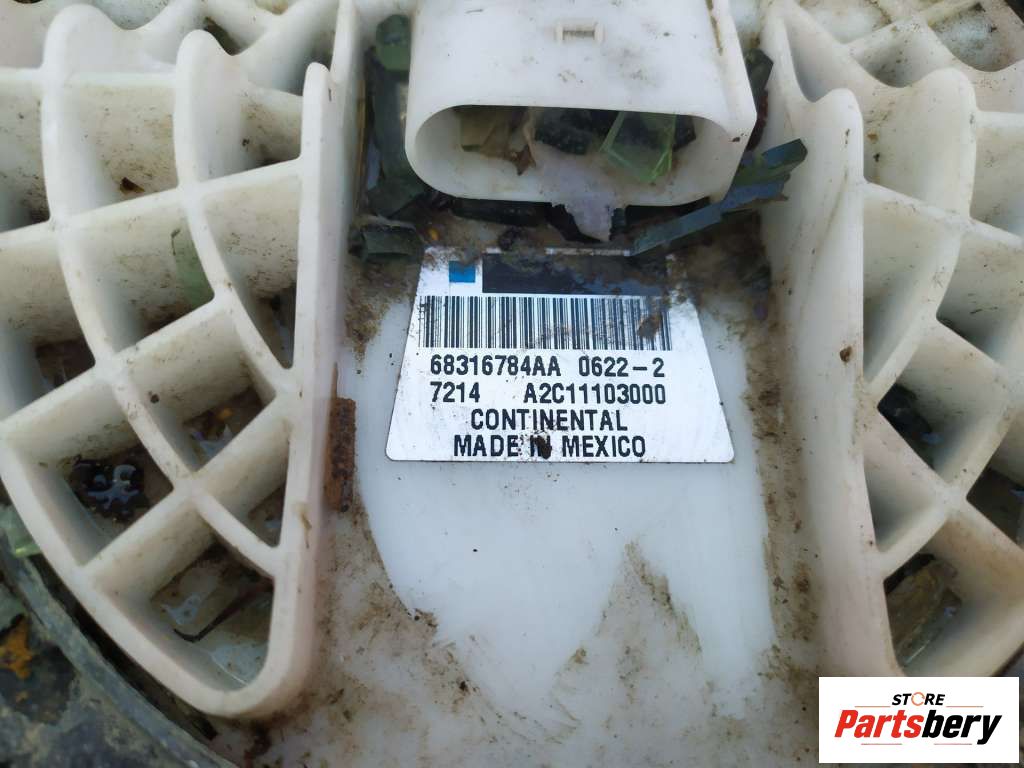 68316784AA 0622-2
7214 A2C11103000
CONTINENTAL
MADE IN MEXICO
STORE
Partsbery